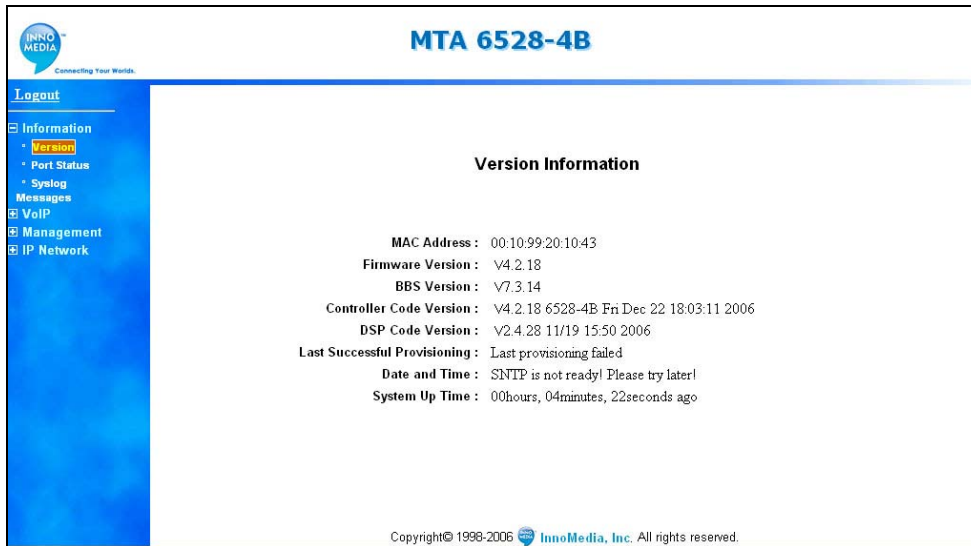 INNO
MEDIA
Connecting Your Worlds.
MTA 6528-4B
Logout
Information
Version
Port Status
Syslog
Messages
VoIP
Management
IP Network
Version Information
MAC Address : 00:10:99:20:10:43
Firmware Version : V4.2.18
BBS Version : V7.3.14
Controller Code Version : V4.2.18 6528-4B Fri Dec 22 18:03:11 2006
DSP Code Version : V2.4.28 11/19 15:50 2006
Last Successful Provisioning : Last provisioning failed
Date and Time : SNTP is not ready! Please try later!
System Up Time : 00hours, 04minutes, 22seconds ago
Copyright© 1998-2006 InnoMedia, Inc. All rights reserved.